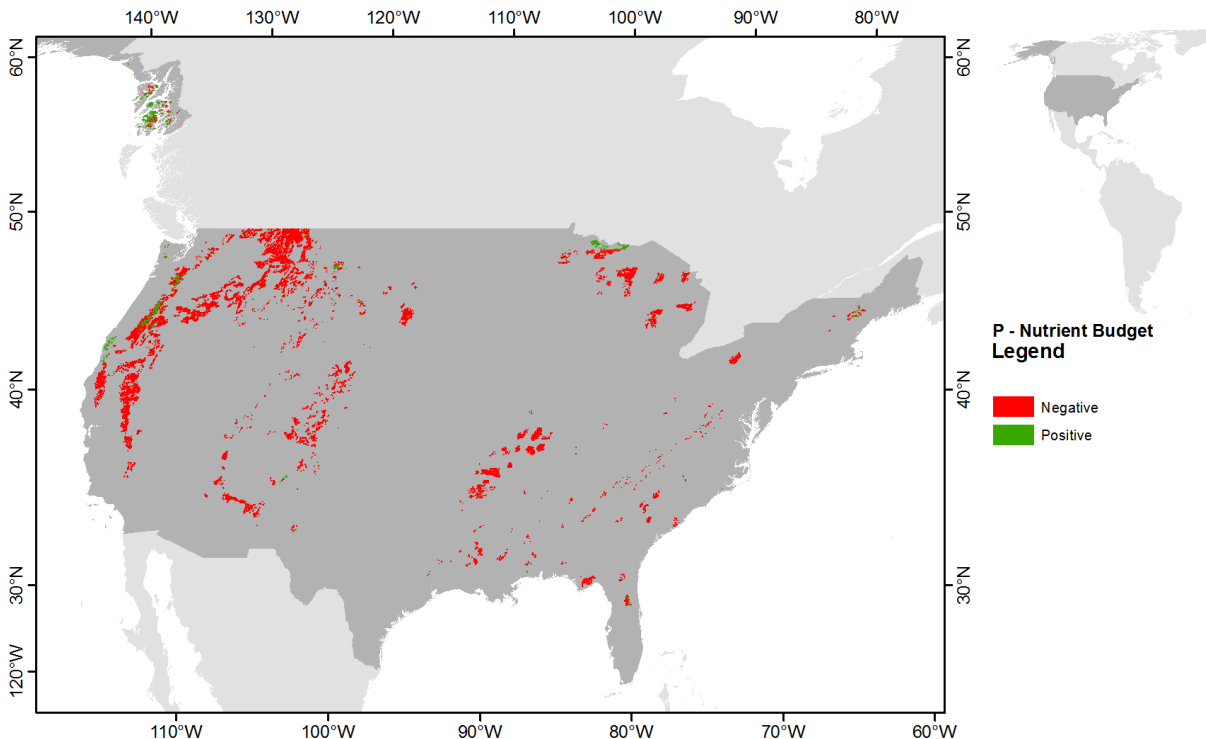 140°W 130°W 120°W 110°W 100°W 90°W 80°W
60°N 60°N
50°N 50°N
P - Nutrient Budget
Legend
40°N 40°N
Negative
Positive
30°N 30°N
120°W
110°W 100°W 90°W 80°W 70°W 60°W